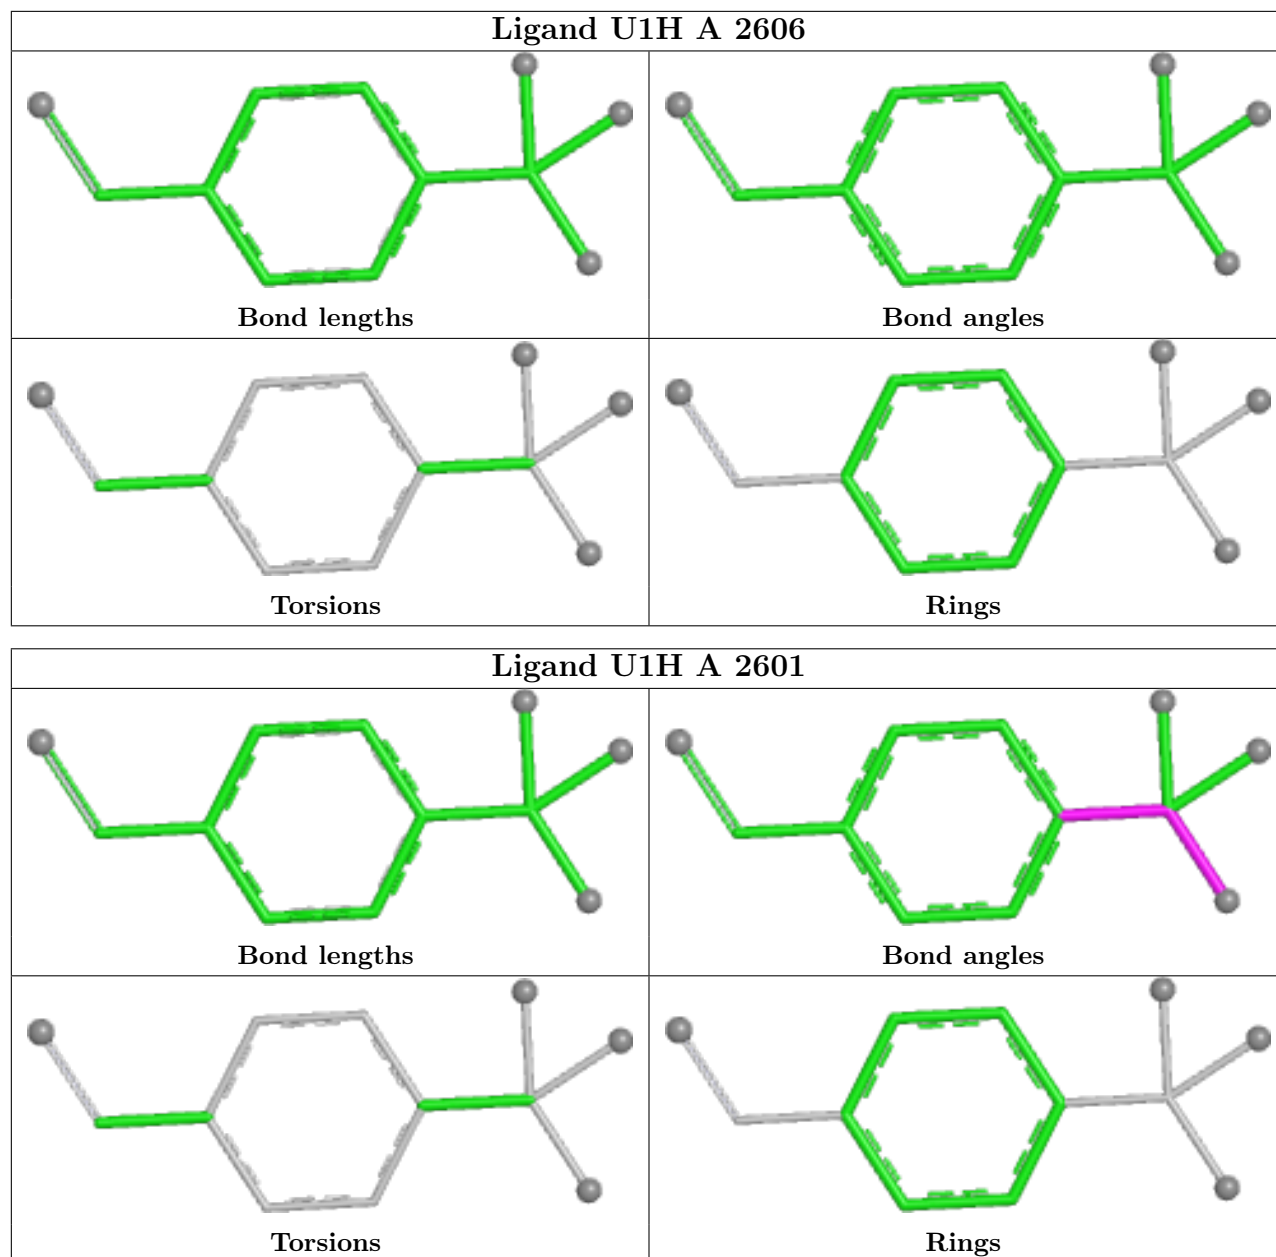 Ligand U1H A 2606
Bond lengths
Bond angles
Torsions
Rings
Ligand U1H A 2601
Bond lengths
Bond angles
Torsions
Rings